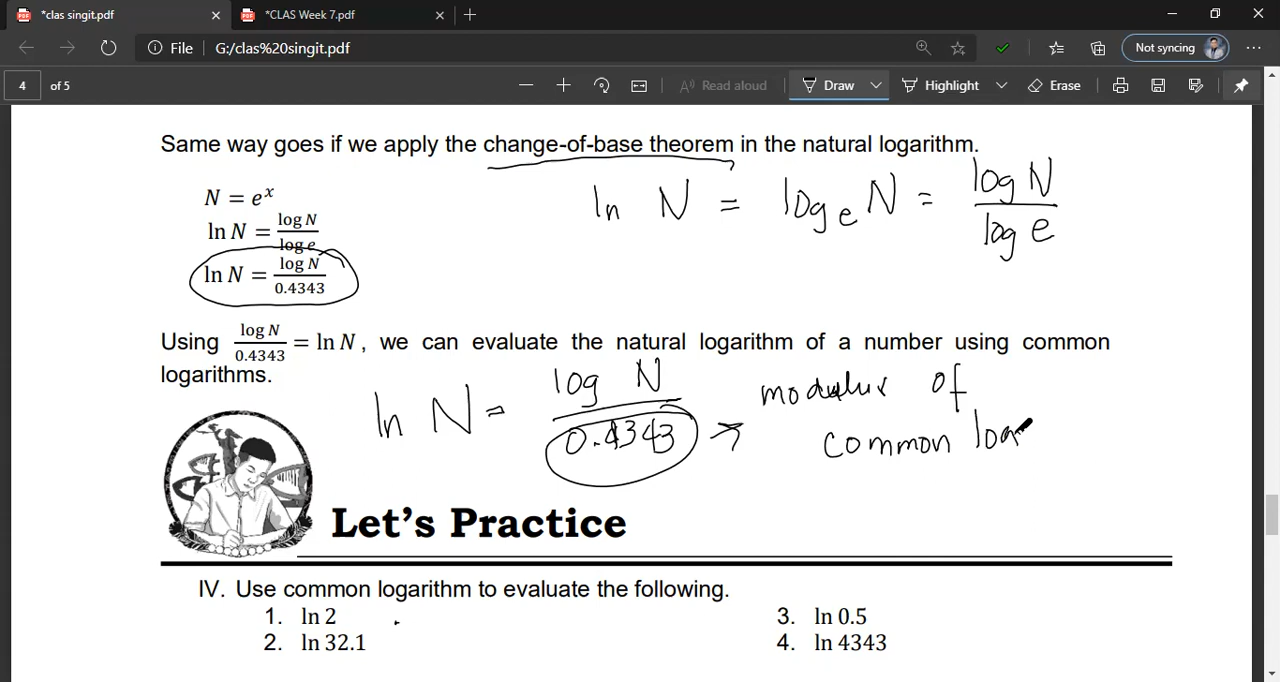 *clas singit.pdf
*CLAS Week 7.pdf
File G:/clas%20singit.pdf Not syncing
4 of 5 Read aloud Draw Highlight Erase
Same way goes if we apply the change-of-base theorem in the natural logarithm.
N = eˣ
ln N = log N / log e
ln N = log N / 0.4343
ln N = logₑ N = log N / log e
Using log N / 0.4343 = ln N, we can evaluate the natural logarithm of a number using common
logarithms.
ln N = log N / 0.4343 → modulus of
common log
Let's Practice
IV. Use common logarithm to evaluate the following.
1. ln 2
2. ln 32.1
3. ln 0.5
4. ln 4343